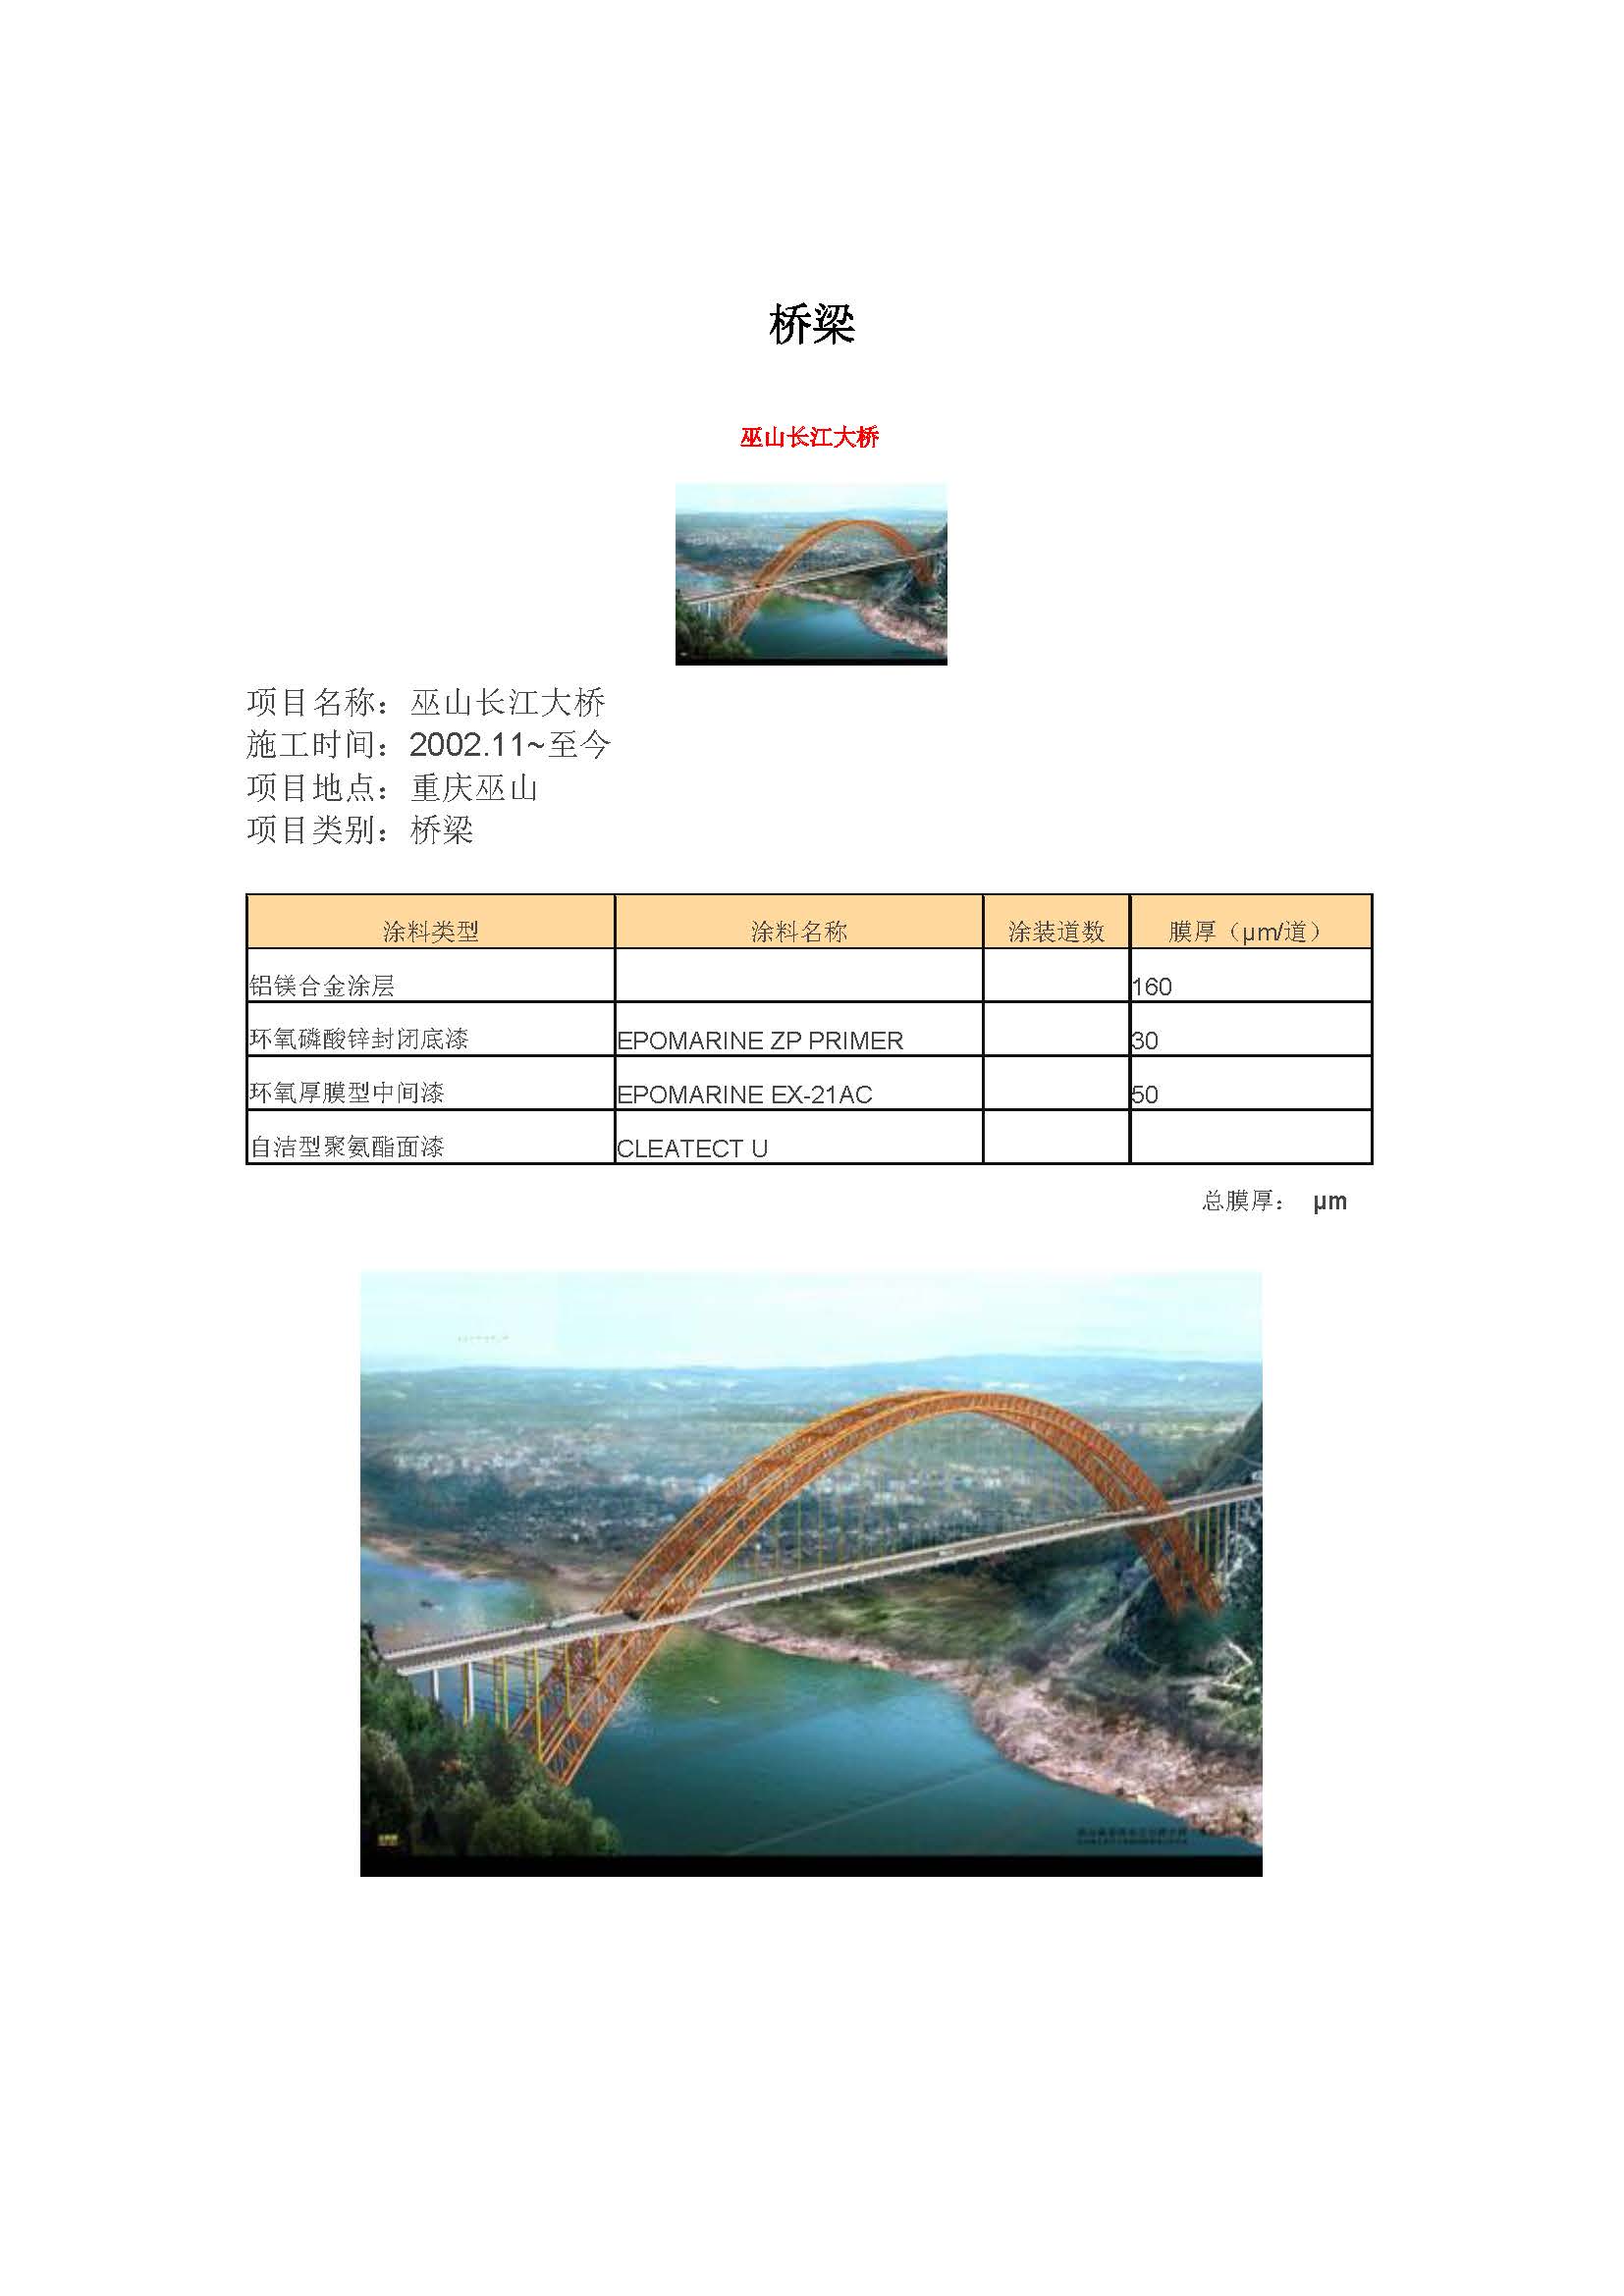 桥梁
巫山长江大桥
项目名称：巫山长江大桥
施工时间：2002.11~至今
项目地点：重庆巫山
项目类别：桥梁
涂料类型 涂料名称 涂装道数 膜厚（μm/道）
铝镁合金涂层 160
环氧磷酸锌封闭底漆 EPOMARINE ZP PRIMER 30
环氧厚膜型中间漆 EPOMARINE EX-21AC 50
自洁型聚氨酯面漆 CLEATECT U
总膜厚： μm